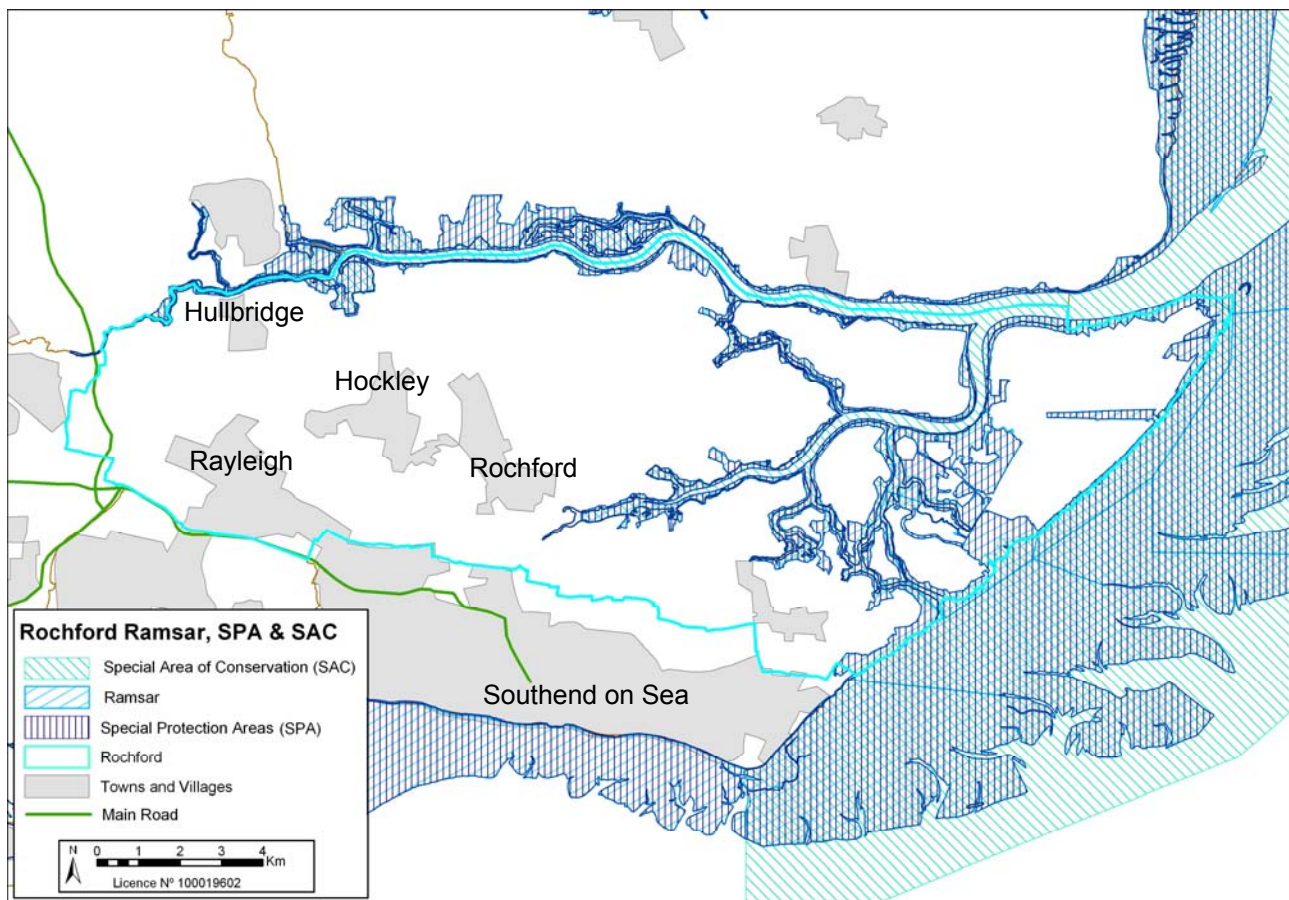 Hullbridge
Hockley
Rayleigh
Rochford
Southend on Sea
Rochford Ramsar, SPA & SAC
Special Area of Conservation (SAC)
Ramsar
Special Protection Areas (SPA)
Rochford
Towns and Villages
Main Road
N
0 1 2 3 4
Km
Licence Nº 100019602